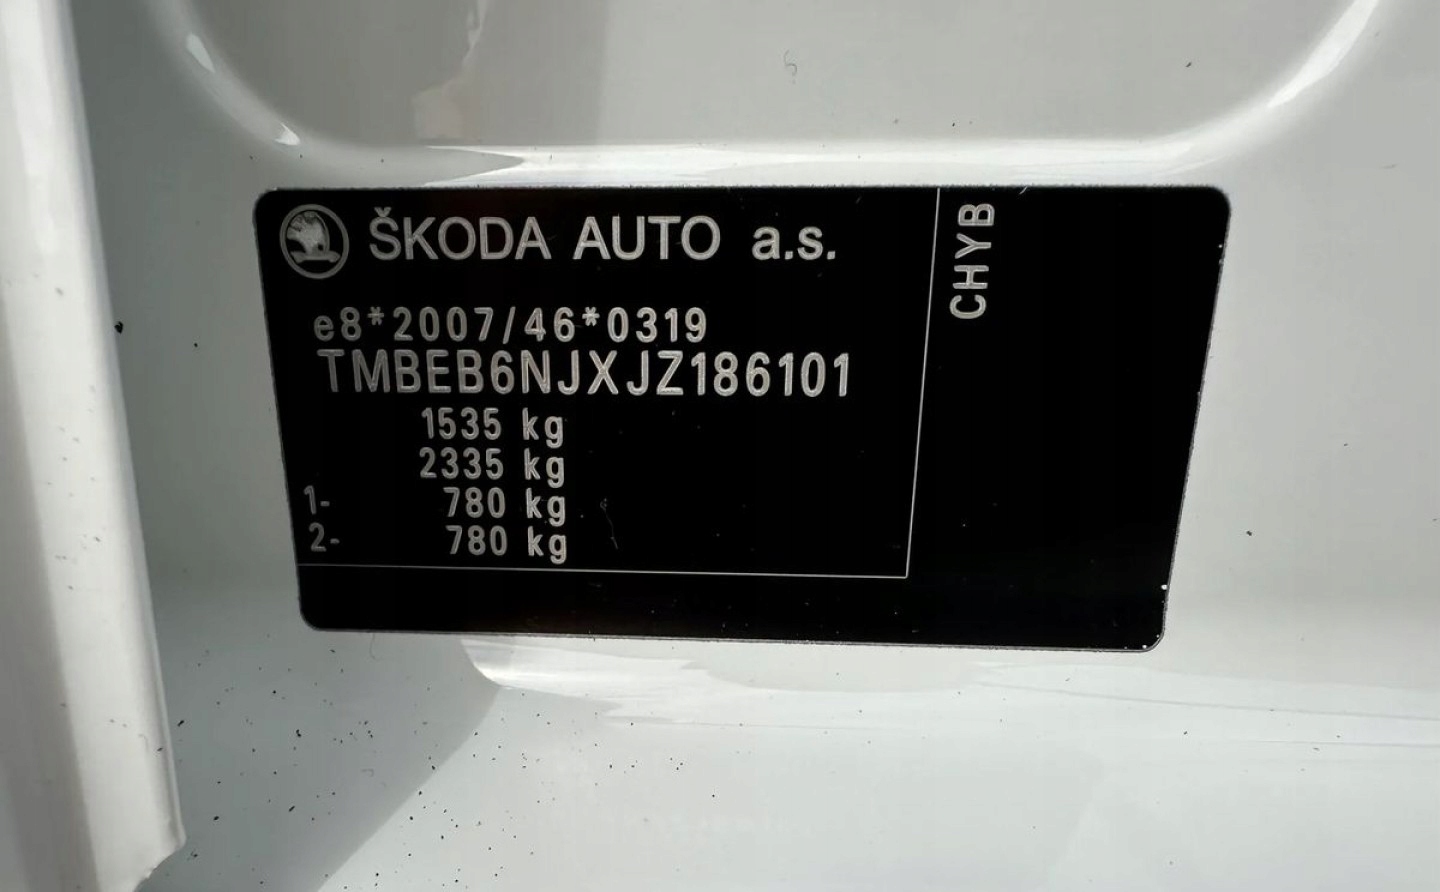 ŠKODA AUTO a.s.
CHYB
e8*2007/46*0319
TMBEB6NJXJZ186101
1535 kg
2335 kg
1- 780 kg
2- 780 kg